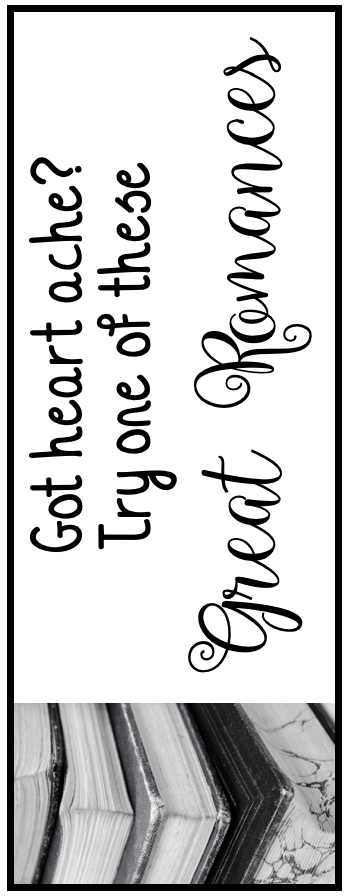 Got heart ache?
Try one of these
Great Romances